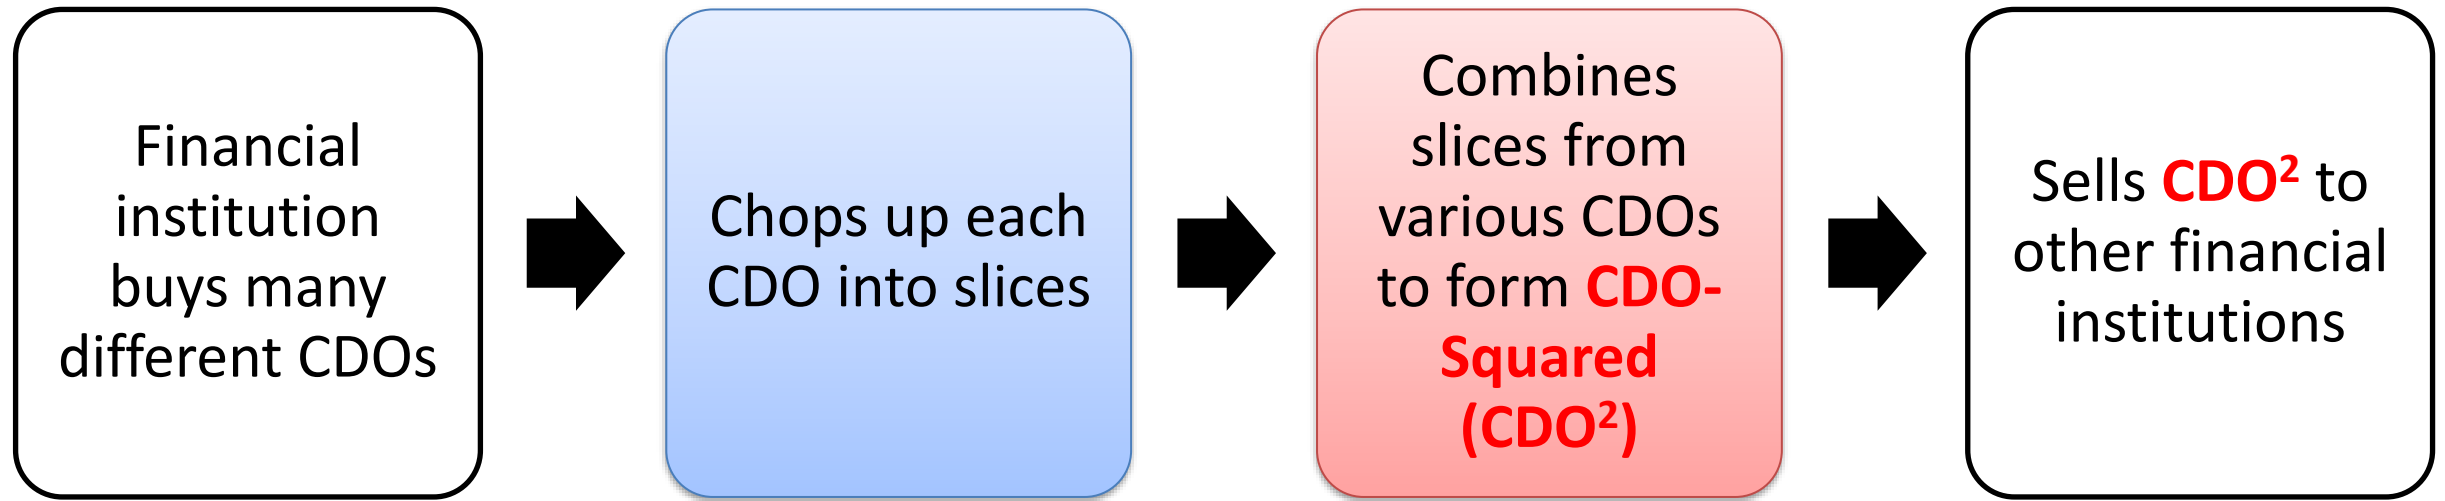 Financial
institution
buys many
different CDOs
Chops up each
CDO into slices
Combines
slices from
various CDOs
to form CDO-
Squared
(CDO²)
Sells CDO² to
other financial
institutions